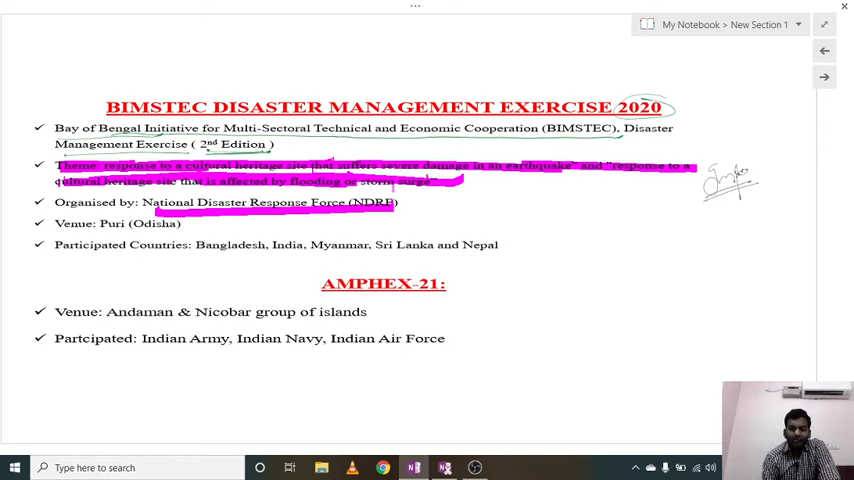 My Notebook > New Section 1
BIMSTEC DISASTER MANAGEMENT EXERCISE 2020
✓ Bay of Bengal Initiative for Multi-Sectoral Technical and Economic Cooperation (BIMSTEC), Disaster
Management Exercise ( 2nd Edition )
✓ Theme: response to a cultural heritage site that suffers severe damage in an earthquake” and “response to a
cultural heritage site that is affected by flooding or storm surge”
✓ Organised by: National Disaster Response Force (NDRF)
✓ Venue: Puri (Odisha)
✓ Participated Countries: Bangladesh, India, Myanmar, Sri Lanka and Nepal
AMPHEX-21:
✓ Venue: Andaman & Nicobar group of islands
✓ Partcipated: Indian Army, Indian Navy, Indian Air Force
Type here to search